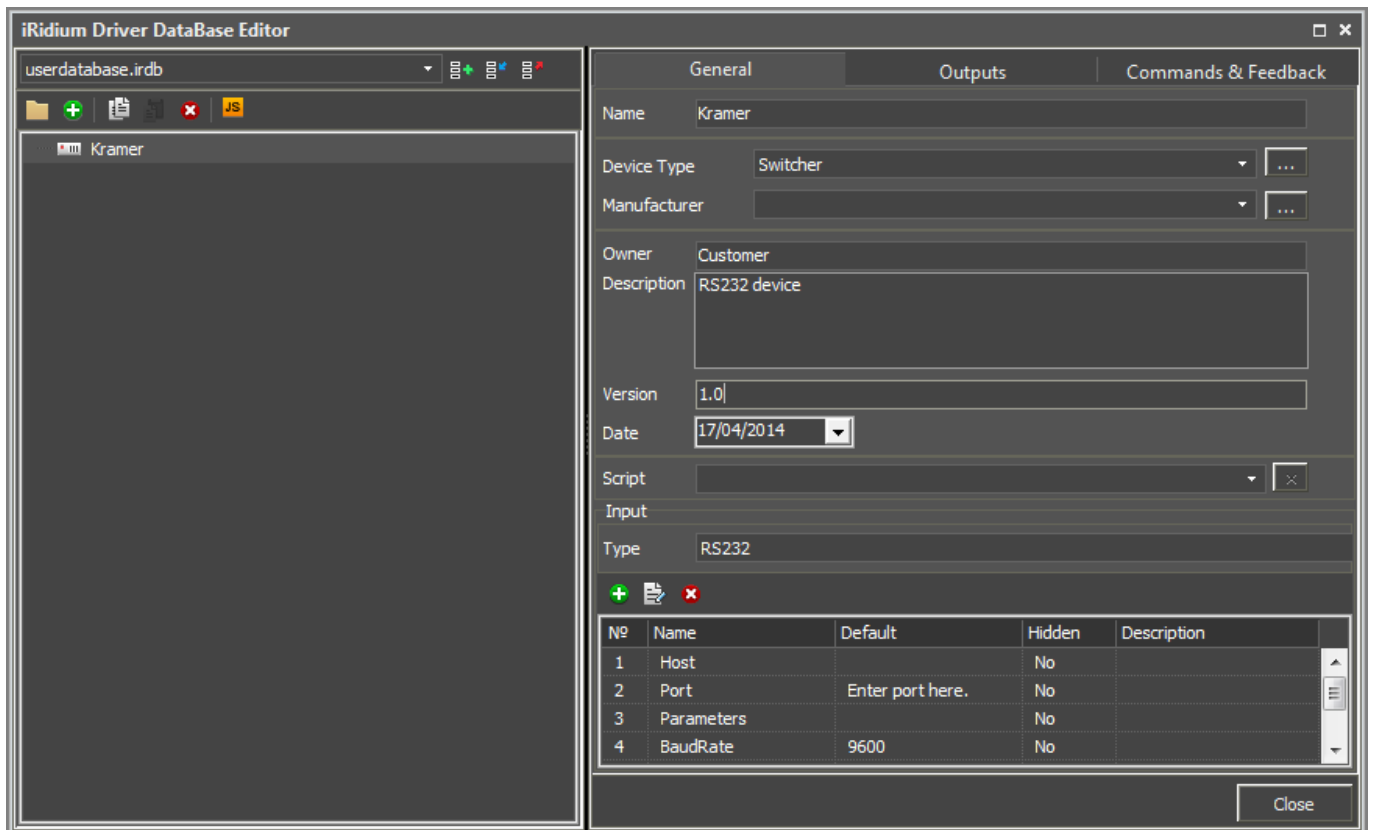 iRidium Driver DataBase Editor
userdatabase.irdb
JS
Kramer
General Outputs Commands & Feedback
Name Kramer
Device Type Switcher ...
Manufacturer ...
Owner Customer
Description RS232 device
Version 1.0
Date 17/04/2014
Script
Input
Type RS232
Nº Name Default Hidden Description
1 Host No
2 Port Enter port here. No
3 Parameters No
4 BaudRate 9600 No
Close